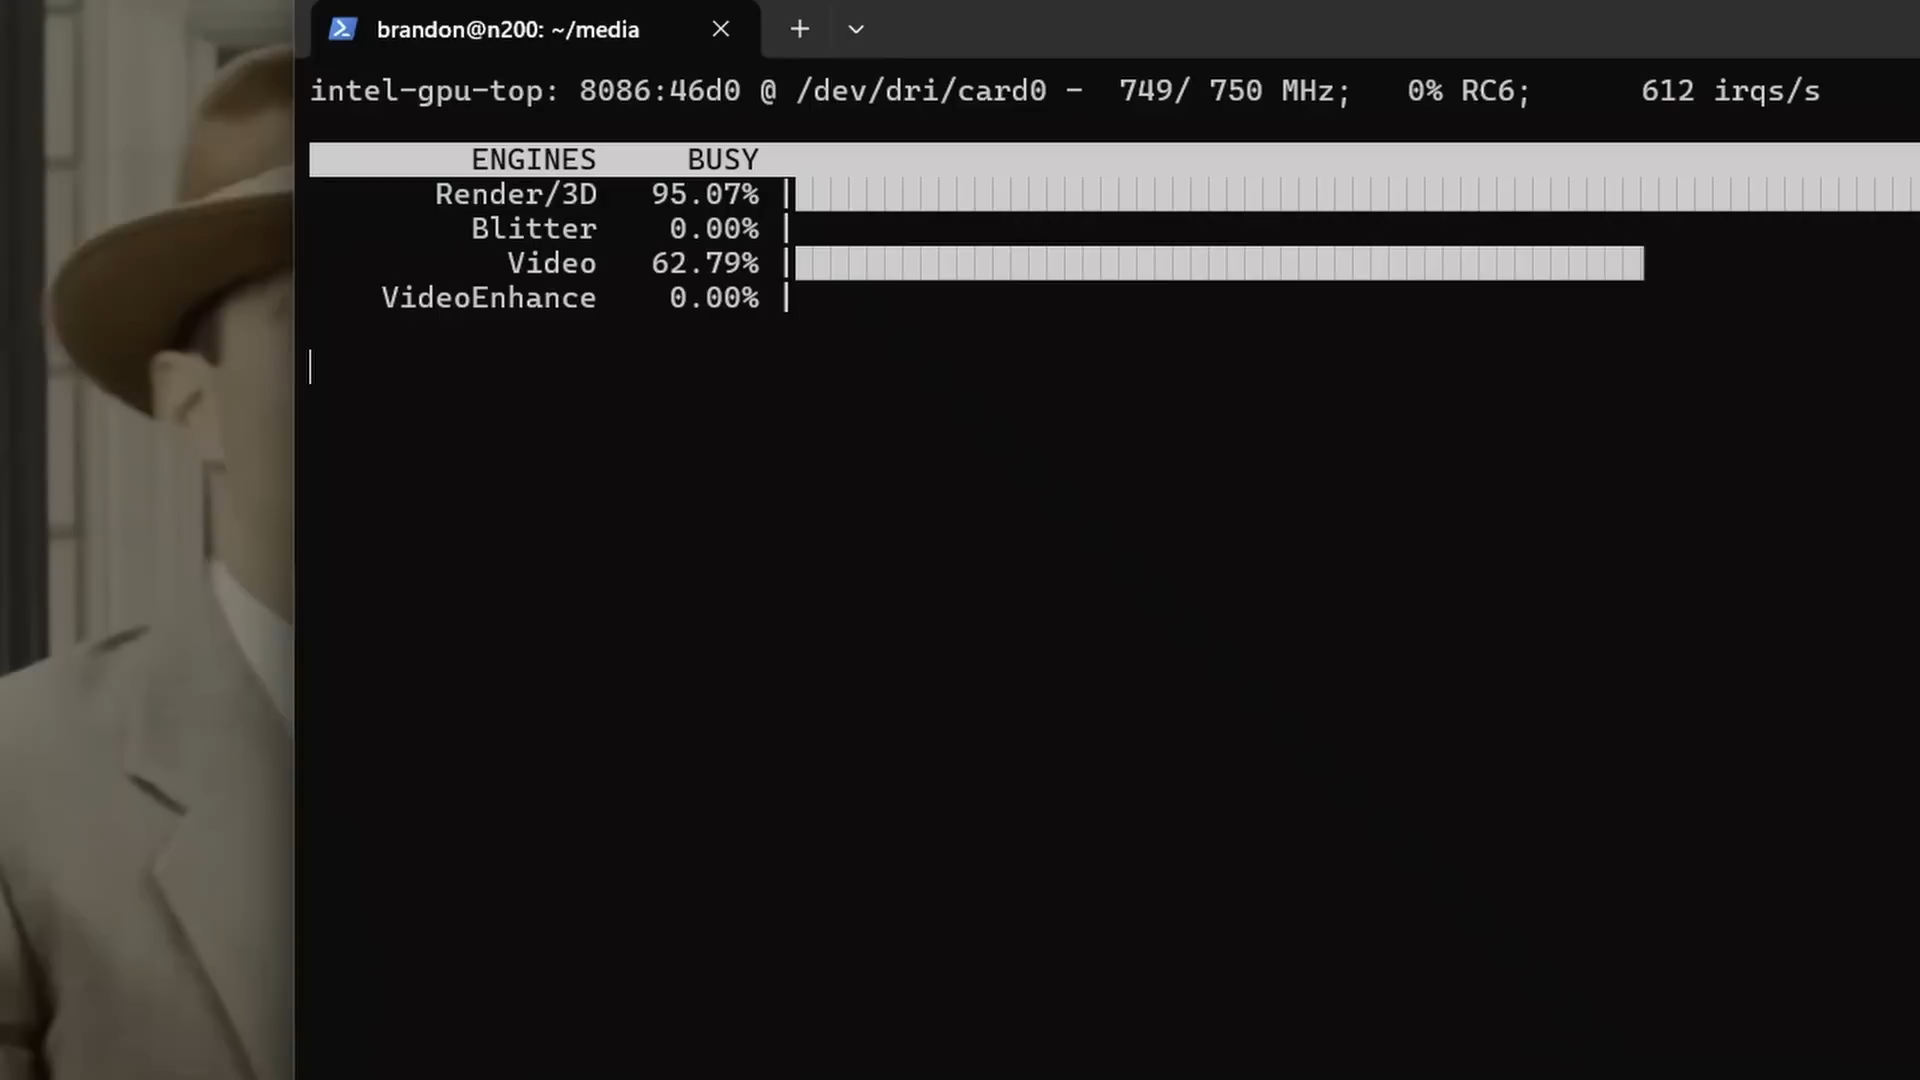 brandon@n200: ~/media
intel-gpu-top: 8086:46d0 @ /dev/dri/card0 - 749/ 750 MHz; 0% RC6; 612 irqs/s
ENGINES BUSY
Render/3D 95.07%
Blitter 0.00%
Video 62.79%
VideoEnhance 0.00%